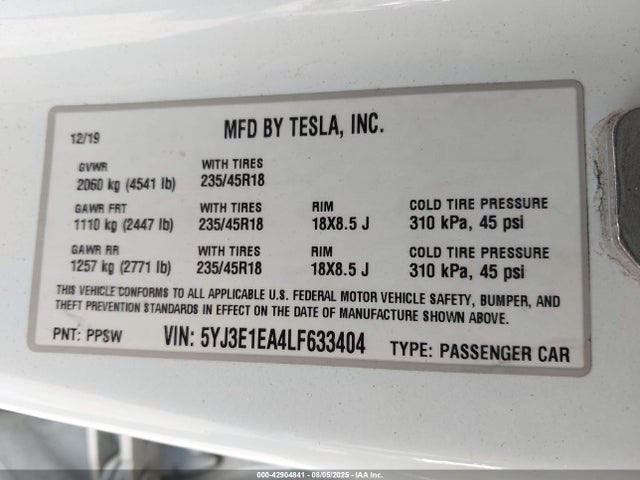 12/19 MFD BY TESLA, INC.
GVWR WITH TIRES
2060 kg (4541 lb) 235/45R18
GAWR FRT WITH TIRES RIM COLD TIRE PRESSURE
1110 kg (2447 lb) 235/45R18 18X8.5 J 310 kPa, 45 psi
GAWR RR WITH TIRES RIM COLD TIRE PRESSURE
1257 kg (2771 lb) 235/45R18 18X8.5 J 310 kPa, 45 psi
THIS VEHICLE CONFORMS TO ALL APPLICABLE U.S. FEDERAL MOTOR VEHICLE SAFETY, BUMPER, AND
THEFT PREVENTION STANDARDS IN EFFECT ON THE DATE OF MANUFACTURE SHOWN ABOVE.
PNT: PPSW VIN: 5YJ3E1EA4LF633404 TYPE: PASSENGER CAR
000-42904841 - 08/05/2025 - IAA Inc.